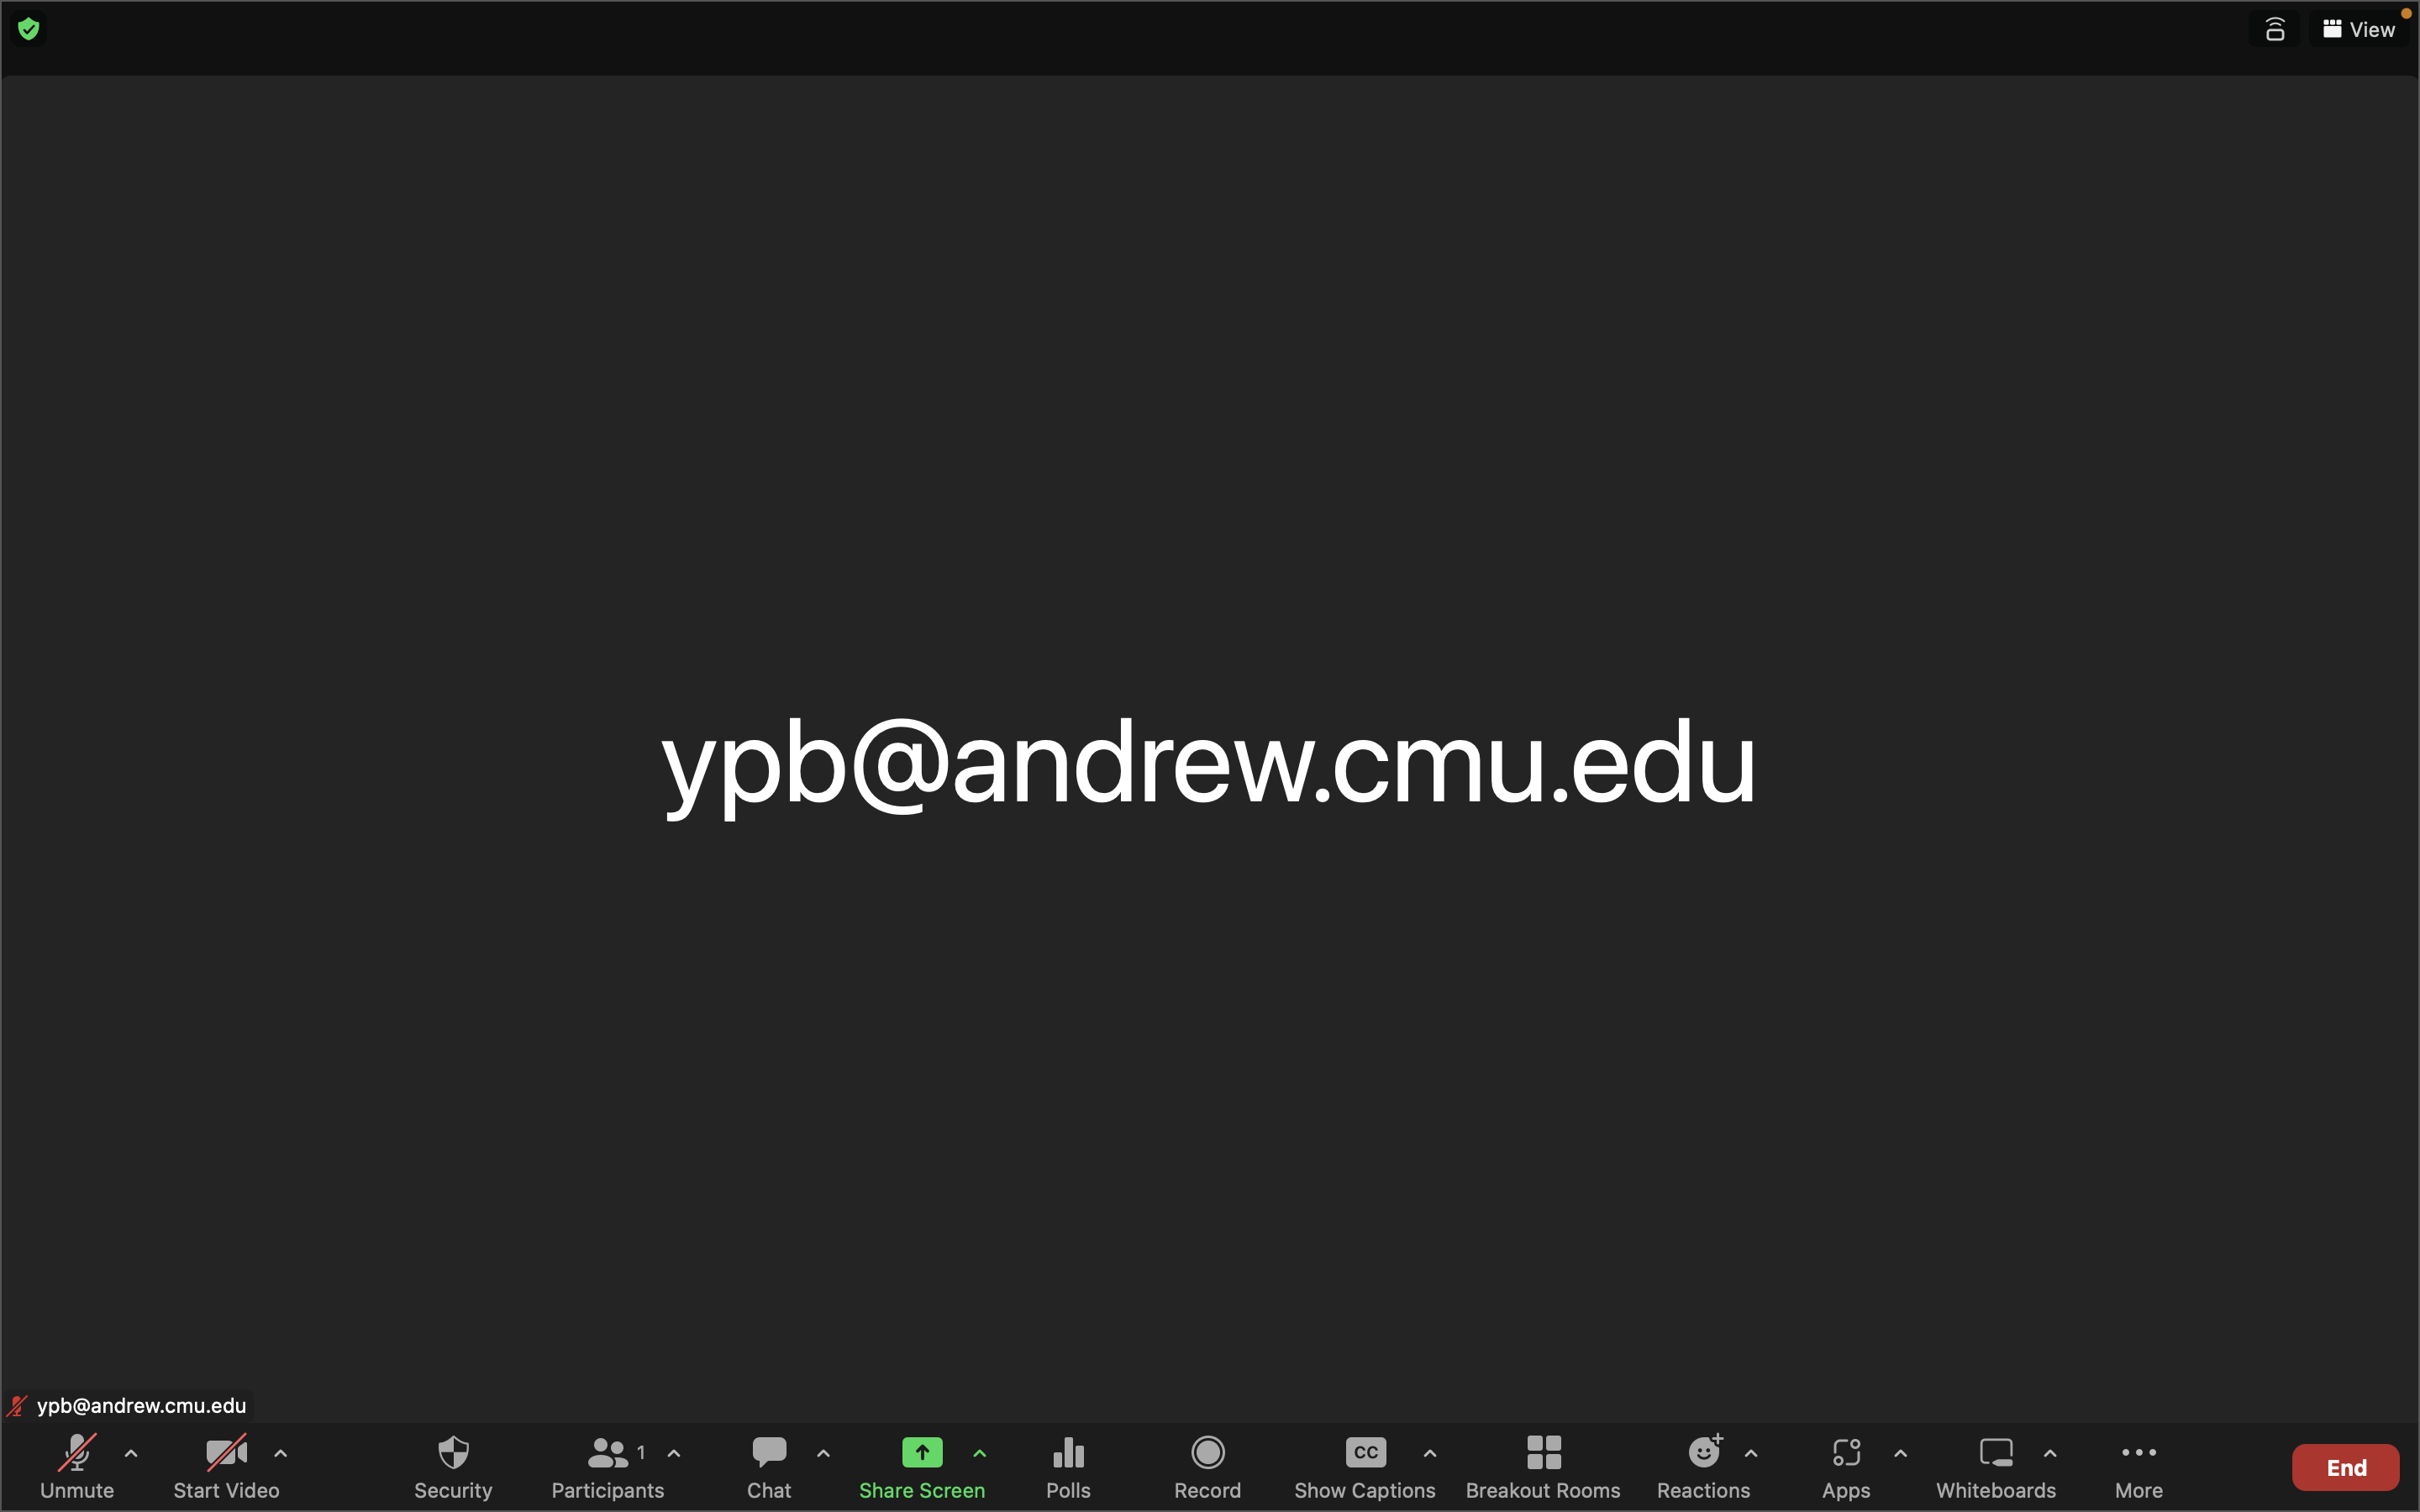 View
ypb@andrew.cmu.edu
ypb@andrew.cmu.edu
Unmute Start Video Security Participants 1 Chat Share Screen Polls Record CC Show Captions Breakout Rooms Reactions Apps Whiteboards More End